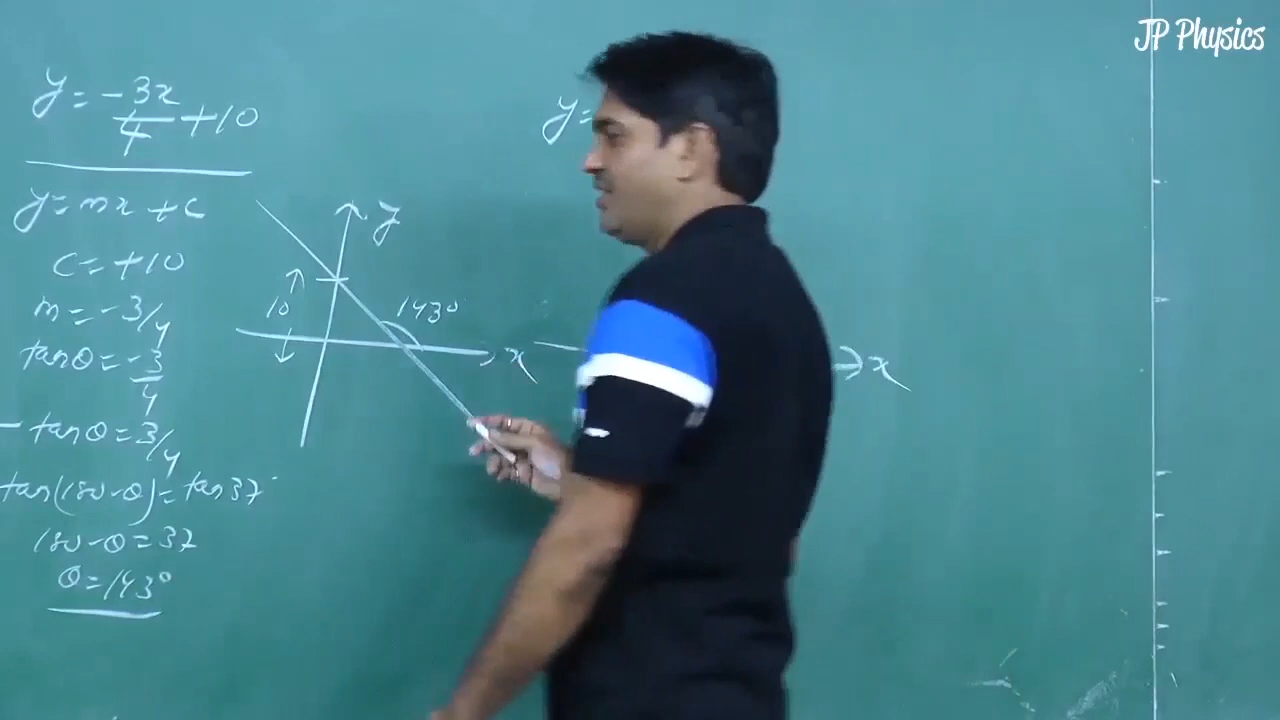 JP Physics
y = -3x/4 + 10
y = mx + c
c = +10
m = -3/4
tanθ = -3/4
- tanθ = 3/4
tan(180-θ) = tan37°
180-θ = 37
θ = 143°
y
10
143°
x
y=
x